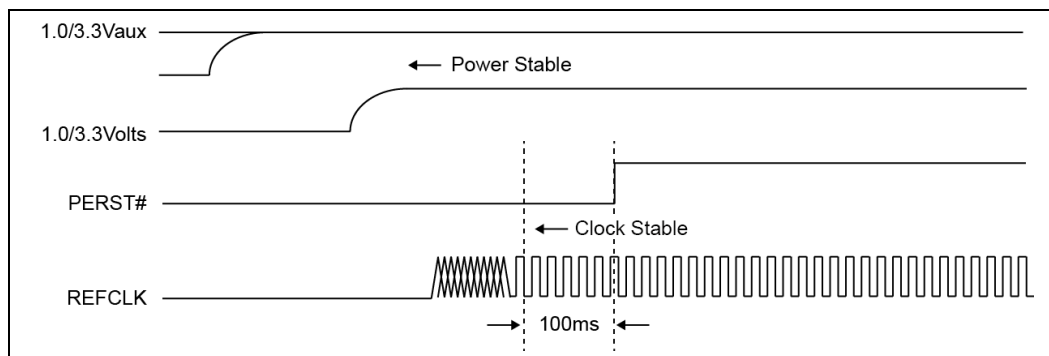 1.0/3.3Vaux
Power Stable
1.0/3.3Volts
PERST#
Clock Stable
REFCLK
100ms